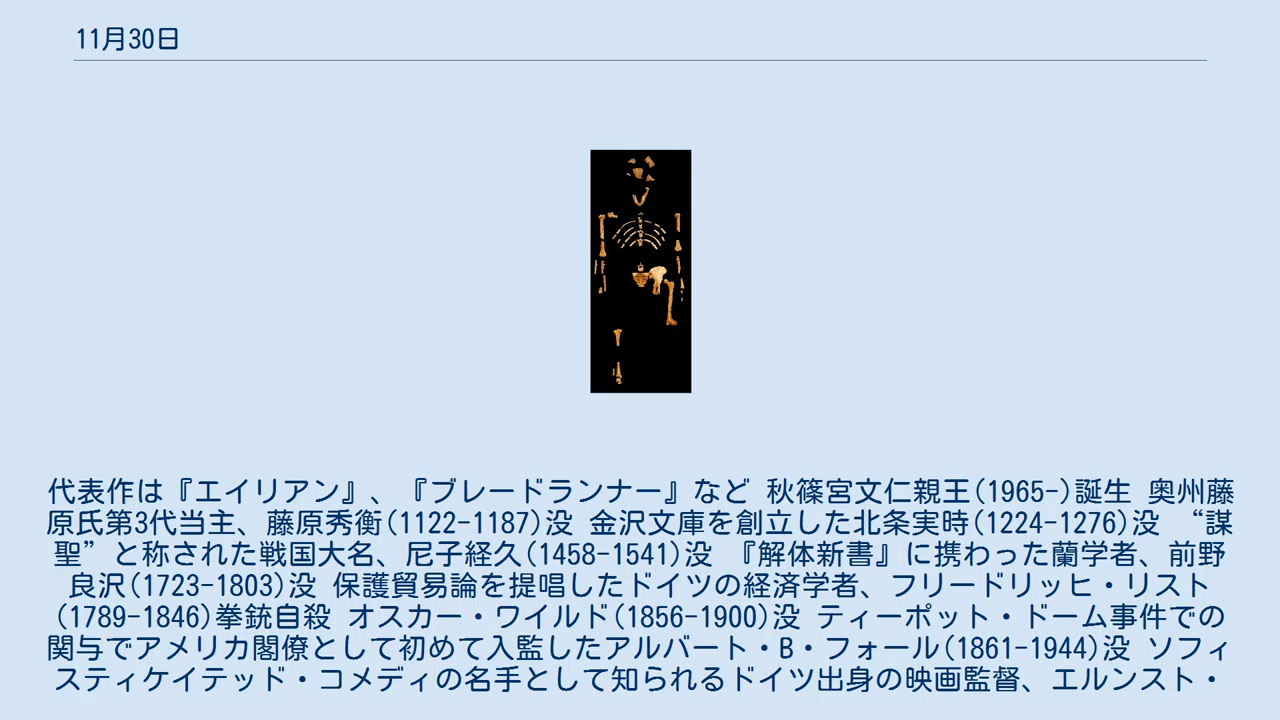 11月30日
代表作は『エイリアン』、『ブレードランナー』など 秋篠宮文仁親王(1965-)誕生 奥州藤
原氏第3代当主、藤原秀衡(1122-1187)没 金沢文庫を創立した北条実時(1224-1276)没 “謀
聖”と称された戦国大名、尼子経久(1458-1541)没 『解体新書』に携わった蘭学者、前野
良沢(1723-1803)没 保護貿易論を提唱したドイツの経済学者、フリードリッヒ・リスト
(1789-1846)拳銃自殺 オスカー・ワイルド(1856-1900)没 ティーポット・ドーム事件での
関与でアメリカ閣僚として初めて入監したアルバート・B・フォール(1861-1944)没 ソフィ
スティケイテッド・コメディの名手として知られるドイツ出身の映画監督、エルンスト・